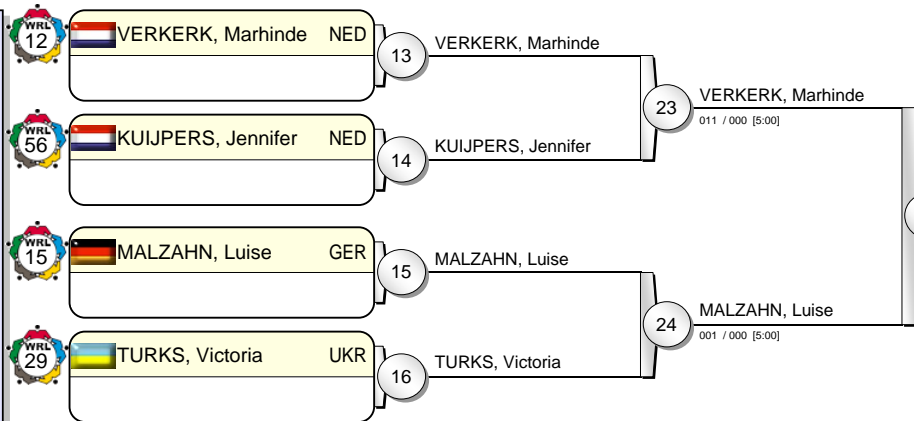 WRL
12
VERKERK, Marhinde NED
13
VERKERK, Marhinde
23
VERKERK, Marhinde
011 / 000 [5:00]
WRL
56
KUIJPERS, Jennifer NED
14
KUIJPERS, Jennifer
WRL
15
MALZAHN, Luise GER
15
MALZAHN, Luise
24
MALZAHN, Luise
001 / 000 [5:00]
WRL
29
TURKS, Victoria UKR
16
TURKS, Victoria